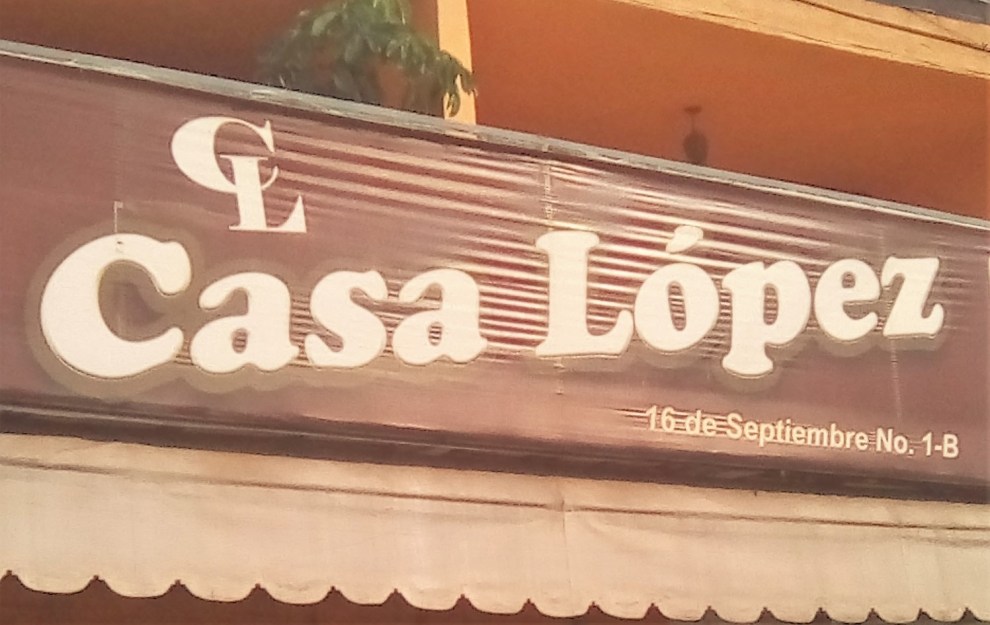 CL
Casa López
16 de Septiembre No. 1-B